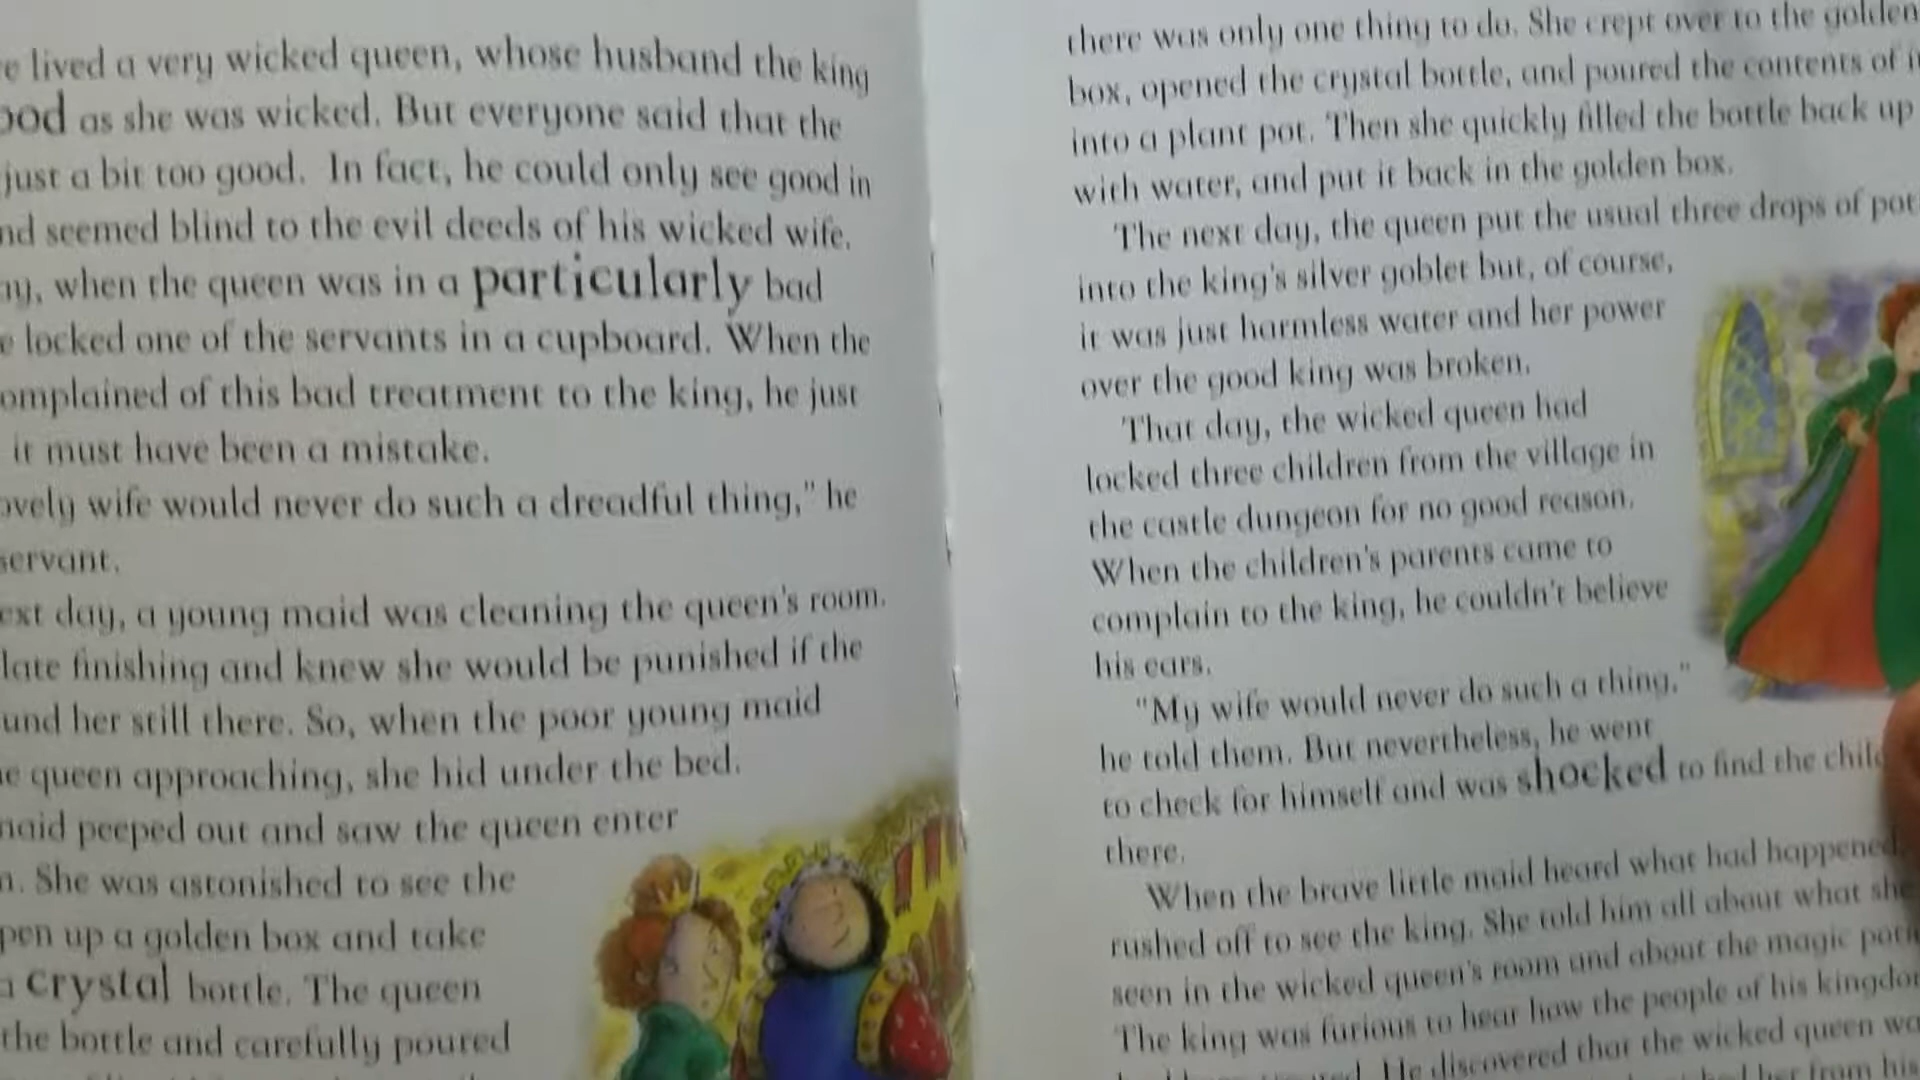 lived a very wicked queen, whose husband the king
as she was wicked. But everyone said that the
just a bit too good. In fact, he could only see good in
seemed blind to the evil deeds of his wicked wife.
when the queen was in a particularly bad
locked one of the servants in a cupboard. When the
of this bad treatment to the king, he just
it must have been a mistake.
wife would never do such a dreadful thing," he
servant.
day, a young maid was cleaning the queen's room.
late finishing and knew she would be punished if the
her still there. So, when the poor young maid
queen approaching, she hid under the bed.
peeped out and saw the queen enter
She was astonished to see the
up a golden box and take
crystal bottle. The queen
the bottle and carefully poured
there was only one thing to do. She crept over to the golden
box, opened the crystal bottle, and poured the contents of
into a plant pot. Then she quickly filled the bottle back up
with water, and put it back in the golden box.
The next day, the queen put the usual three drops of
into the king's silver goblet but, of course,
it was just harmless water and her power
over the good king was broken.
That day, the wicked queen had
locked three children from the village in
the castle dungeon for no good reason.
When the children's parents came to
complain to the king, he couldn't believe
his ears.
"My wife would never do such a thing,"
he told them. But nevertheless, he went
to check for himself and was shocked to find the
there.
When the brave little maid heard what had happened
rushed off to see the king. She told him all about what she
seen in the wicked queen's room and about the magic
The king was furious to hear how the people of his
He discovered that the wicked queen
her from his